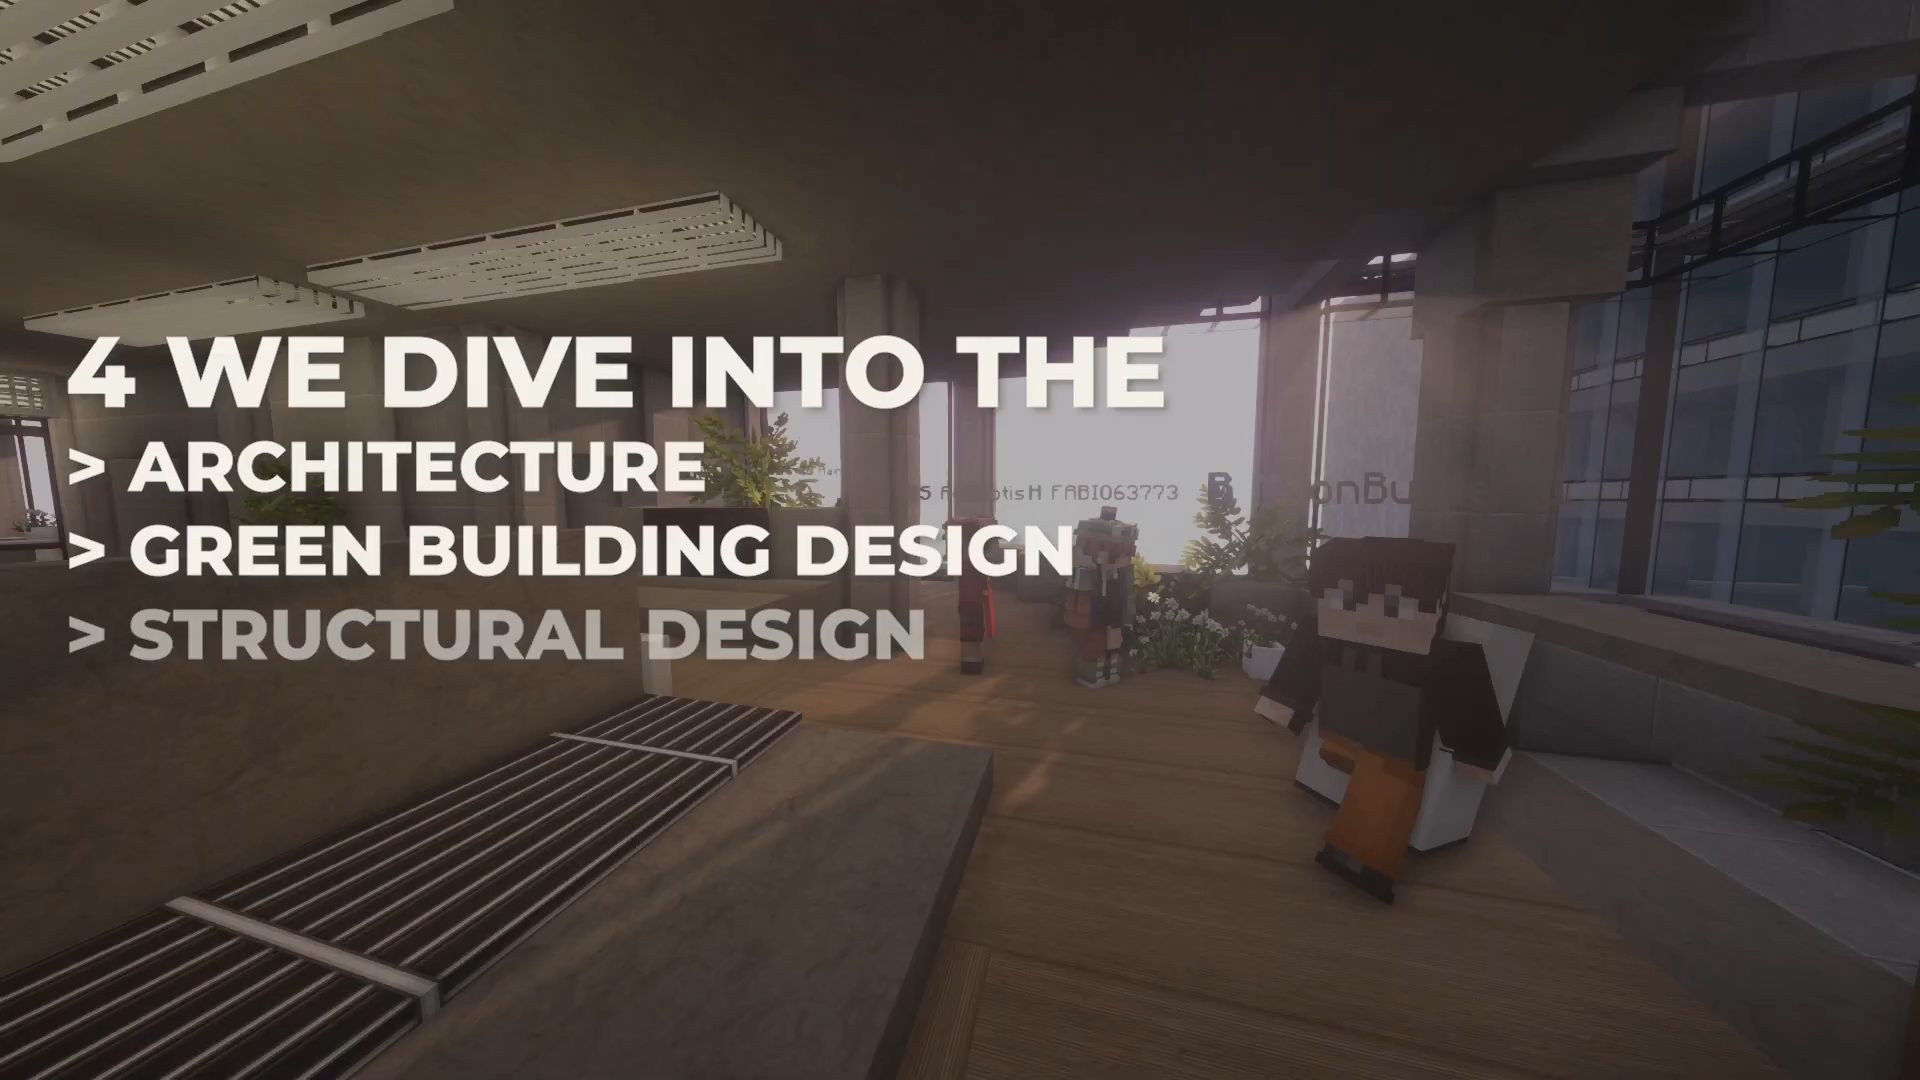 4 WE DIVE INTO THE
> ARCHITECTURE
> GREEN BUILDING DESIGN
> STRUCTURAL DESIGN
FABIO63773